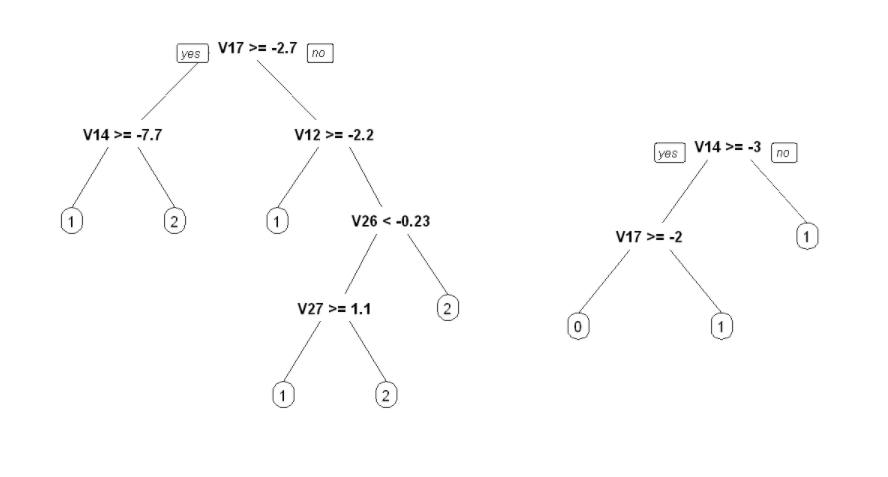 yes V17 >= -2.7 no
V14 >= -7.7 V12 >= -2.2
1 2 1 V26 < -0.23
V27 >= 1.1 2
1 2
yes V14 >= -3 no
V17 >= -2 1
0 1